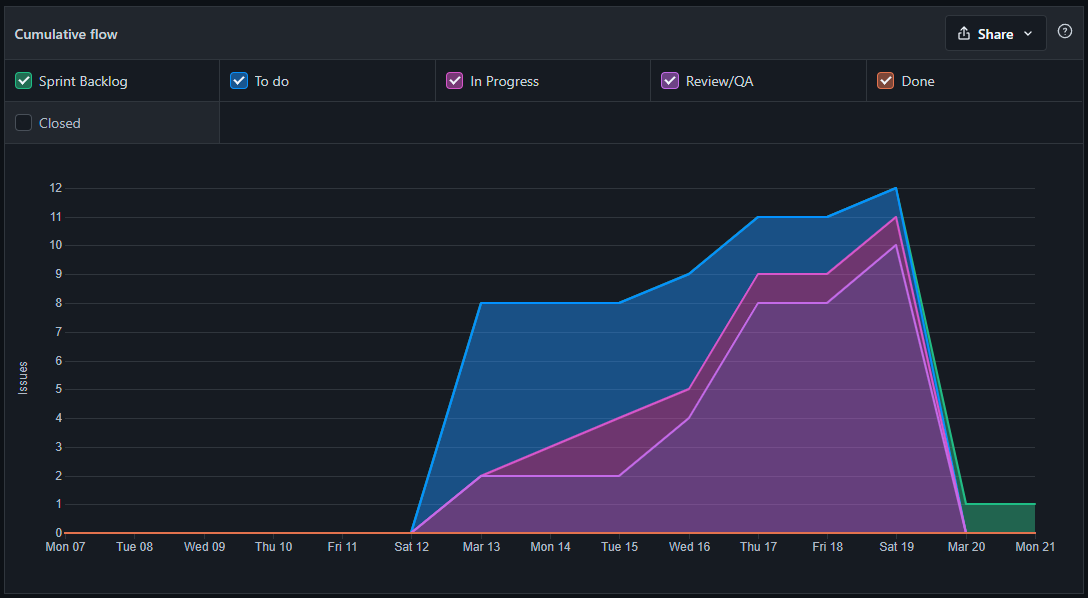 Cumulative flow
Share
Sprint Backlog
To do
In Progress
Review/QA
Done
Closed
12
11
10
9
8
7
6
5
4
3
2
1
0
Issues
Mon 07 Tue 08 Wed 09 Thu 10 Fri 11 Sat 12 Mar 13 Mon 14 Tue 15 Wed 16 Thu 17 Fri 18 Sat 19 Mar 20 Mon 21